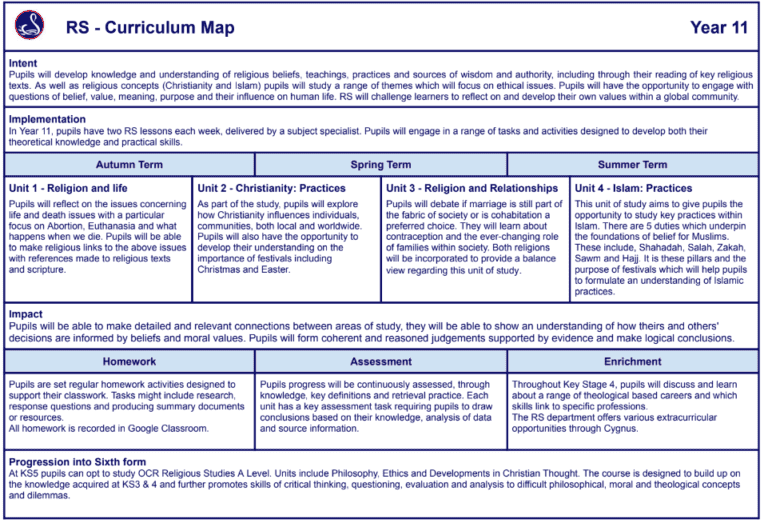 RS - Curriculum Map
Year 11
Intent
Pupils will develop knowledge and understanding of religious beliefs, teachings, practices and sources of wisdom and authority, including through their reading of key religious
texts. As well as religious concepts (Christianity and Islam) pupils will study a range of themes which will focus on ethical issues. Pupils will have the opportunity to engage with
questions of belief, value, meaning, purpose and their influence on human life. RS will challenge learners to reflect on and develop their own values within a global community.
Implementation
In Year 11, pupils have two RS lessons each week, delivered by a subject specialist. Pupils will engage in a range of tasks and activities designed to develop both their
theoretical knowledge and practical skills.
Autumn Term
Spring Term
Summer Term
Unit 1 - Religion and life
Pupils will reflect on the issues concerning
life and death issues with a particular
focus on Abortion, Euthanasia and what
happens when we die. Pupils will be able
to make religious links to the above issues
with references made to religious texts
and scripture.
Unit 2 - Christianity: Practices
As part of the study, pupils will explore
how Christianity influences individuals,
communities, both local and worldwide.
Pupils will also have the opportunity to
develop their understanding on the
importance of festivals including
Christmas and Easter.
Unit 3 - Religion and Relationships
Pupils will debate if marriage is still part of
the fabric of society or is cohabitation a
preferred choice. They will learn about
contraception and the ever-changing role
of families within society. Both religions
will be incorporated to provide a balance
view regarding this unit of study.
Unit 4 - Islam: Practices
This unit of study aims to give pupils the
opportunity to study key practices within
Islam. There are 5 duties which underpin
the foundations of belief for Muslims.
These include, Shahadah, Salah, Zakah,
Sawm and Hajj. It is these pillars and the
purpose of festivals which will help pupils
to formulate an understanding of Islamic
practices.
Impact
Pupils will be able to make detailed and relevant connections between areas of study, they will be able to show an understanding of how theirs and others'
decisions are informed by beliefs and moral values. Pupils will form coherent and reasoned judgements supported by evidence and make logical conclusions.
Homework
Assessment
Enrichment
Pupils are set regular homework activities designed to
support their classwork. Tasks might include research,
response questions and producing summary documents
or resources.
All homework is recorded in Google Classroom.
Pupils progress will be continuously assessed, through
knowledge, key definitions and retrieval practice. Each
unit has a key assessment task requiring pupils to draw
conclusions based on their knowledge, analysis of data
and source information.
Throughout Key Stage 4, pupils will discuss and learn
about a range of theological based careers and which
skills link to specific professions.
The RS department offers various extracurricular
opportunities through Cygnus.
Progression into Sixth form
At KS5 pupils can opt to study OCR Religious Studies A Level. Units include Philosophy, Ethics and Developments in Christian Thought. The course is designed to build up on
the knowledge acquired at KS3 & 4 and further promotes skills of critical thinking, questioning, evaluation and analysis to difficult philosophical, moral and theological concepts
and dilemmas.